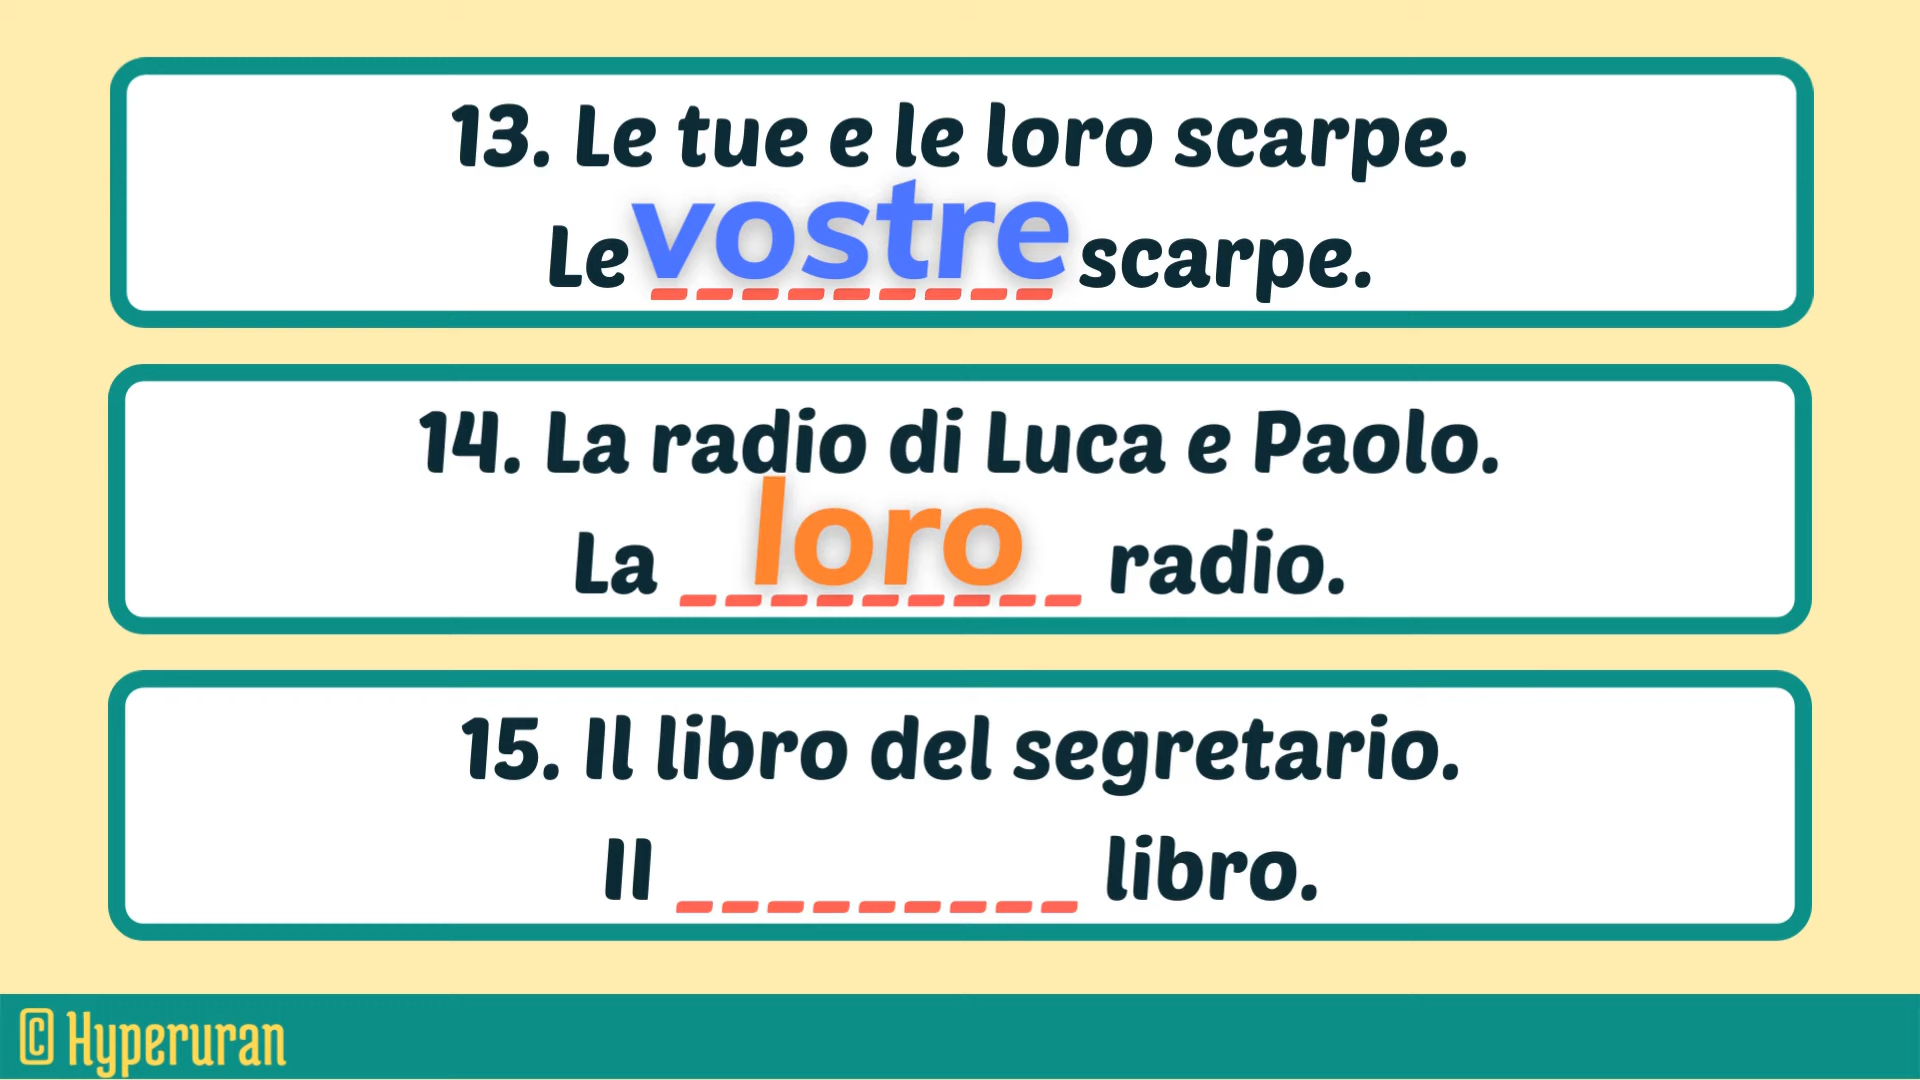 13. Le tue e le loro scarpe.
Le vostre scarpe.
14. La radio di Luca e Paolo.
La loro radio.
15. Il libro del segretario.
Il _________ libro.
© Hyperuran